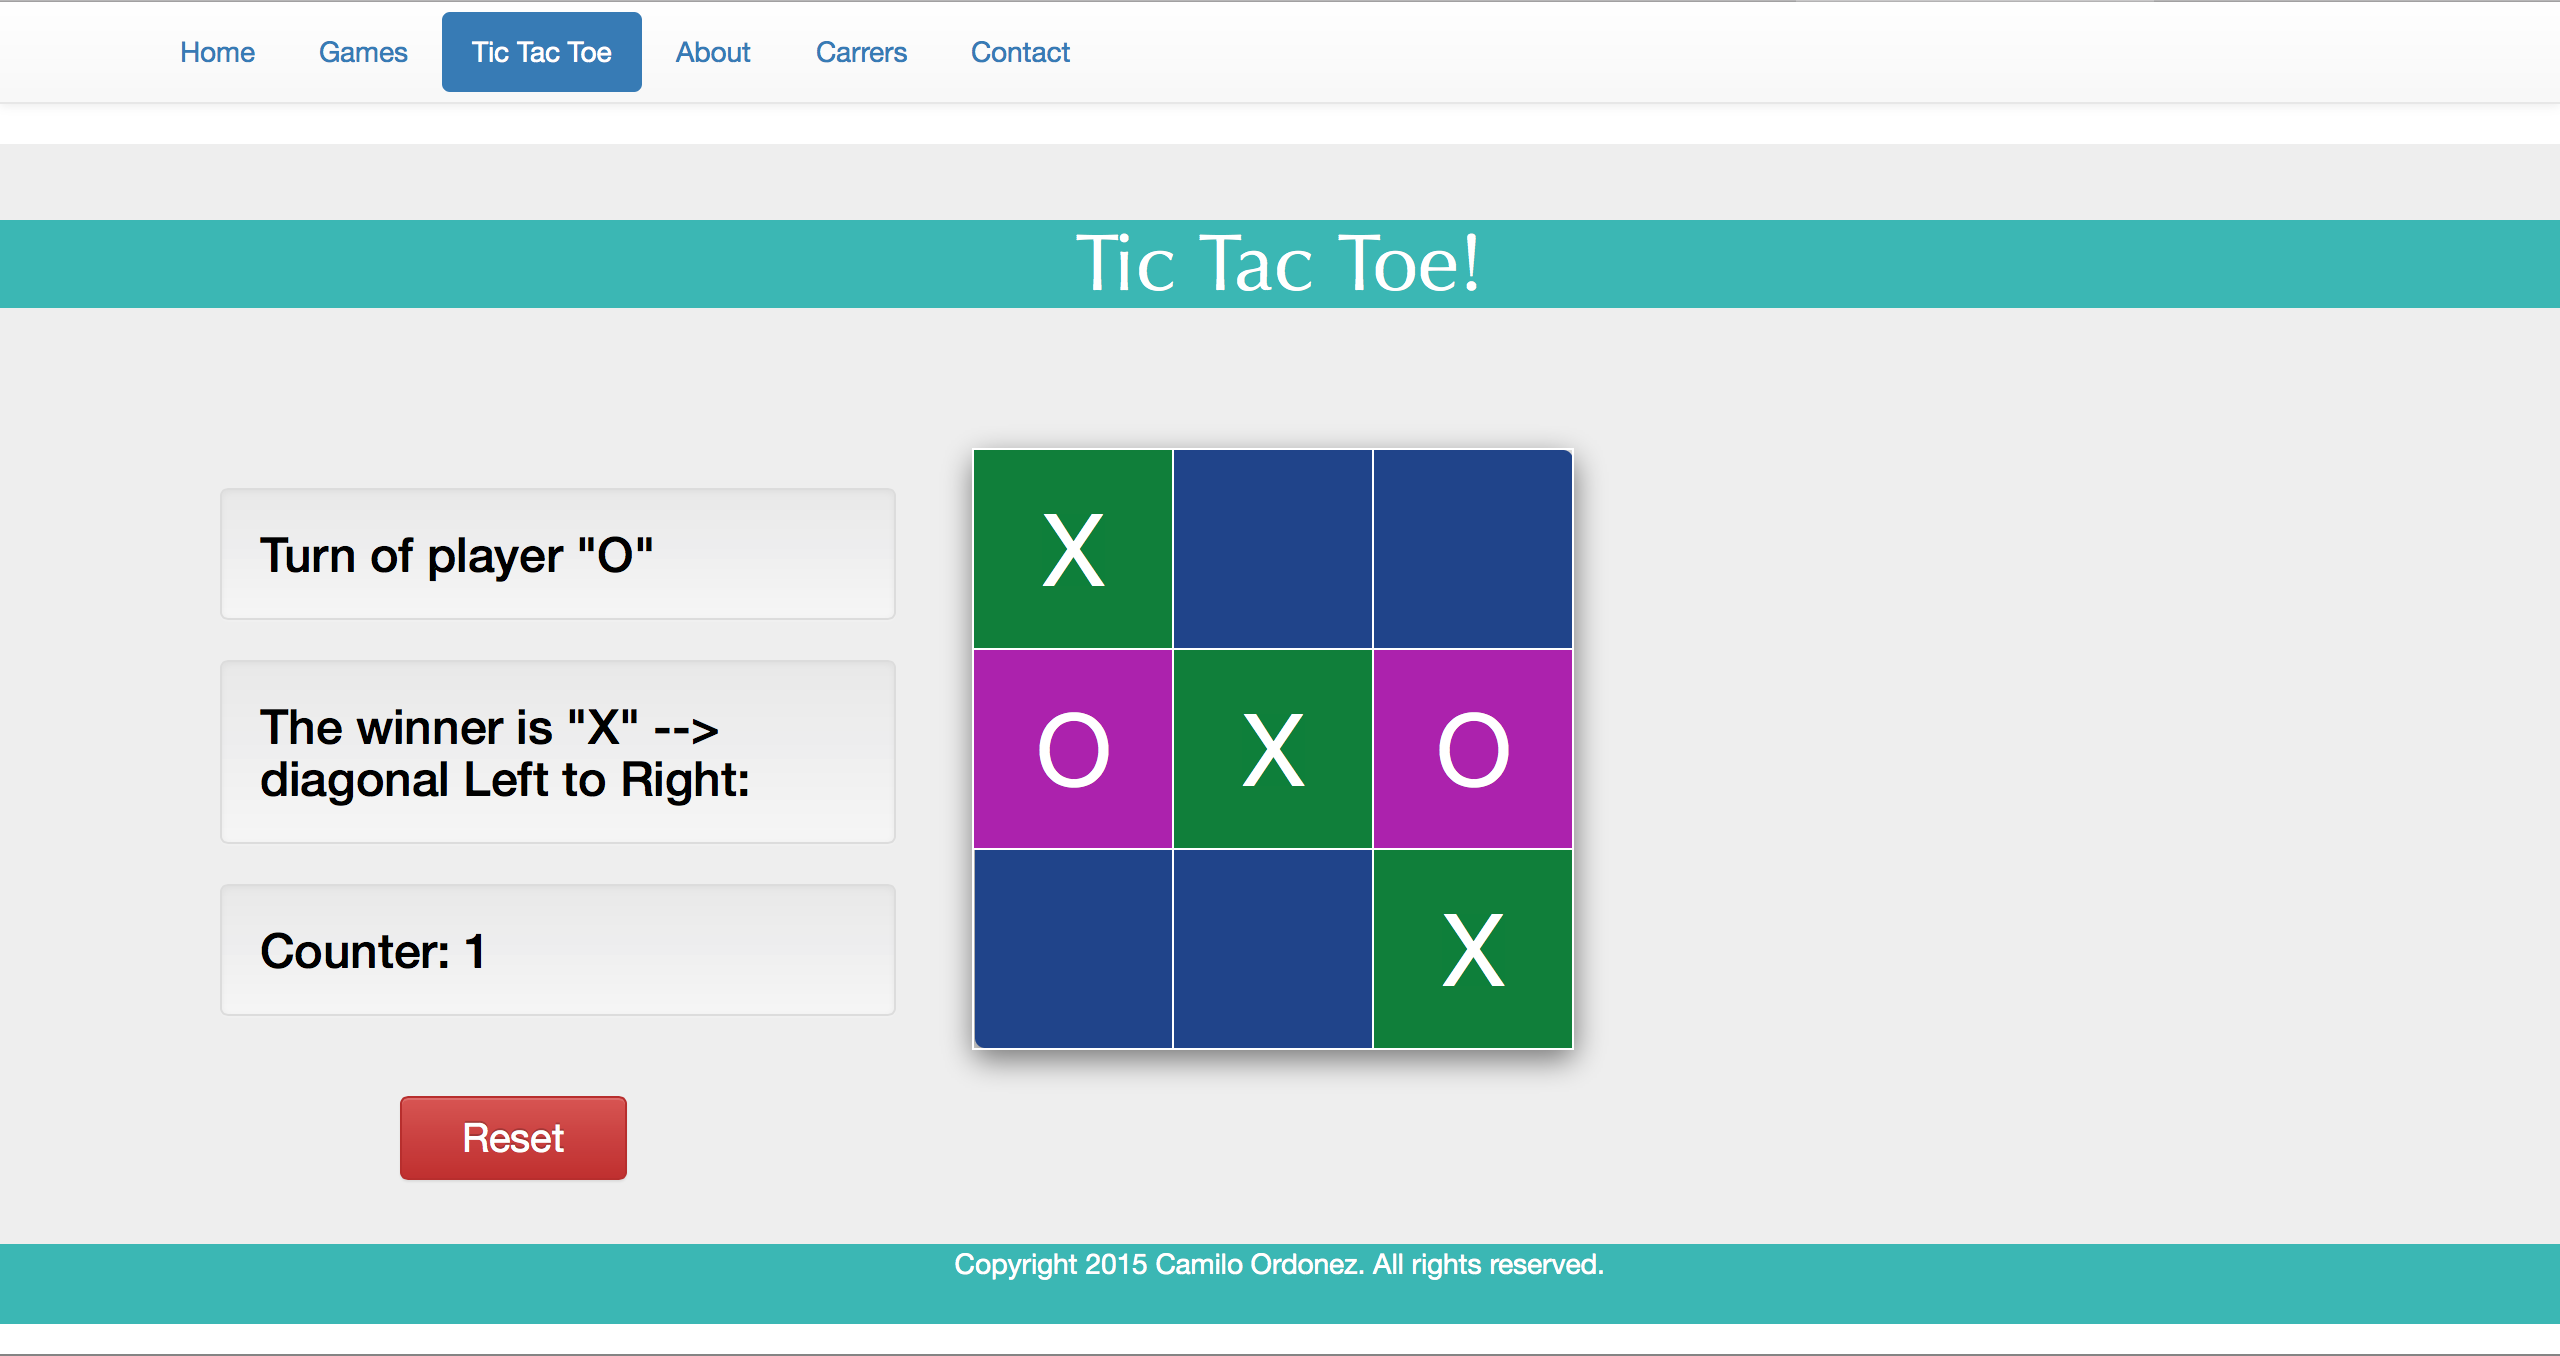 Home Games Tic Tac Toe About Carrers Contact
Tic Tac Toe!
Turn of player "O"
The winner is "X" -->
diagonal Left to Right:
Counter: 1
Reset
X
O X O
X
Copyright 2015 Camilo Ordonez. All rights reserved.